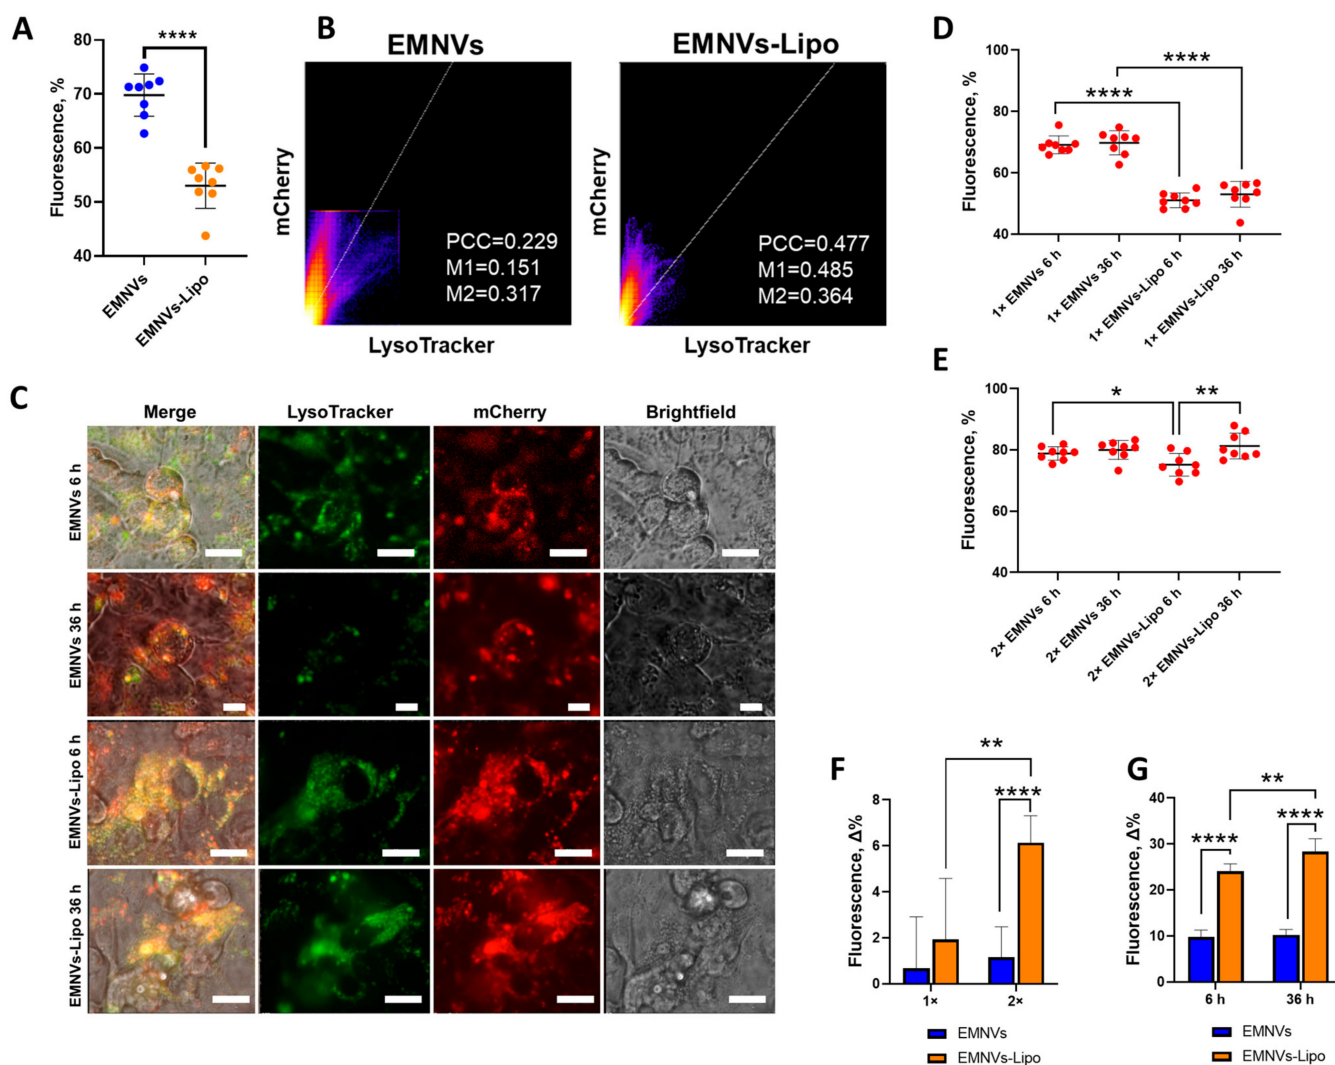 A
****
80
70
60
50
40
Fluorescence, %
EMNVs
EMNVs-Lipo
B
EMNVs
mCherry
PCC=0.229
M1=0.151
M2=0.317
LysoTracker
EMNVs-Lipo
mCherry
PCC=0.477
M1=0.485
M2=0.364
LysoTracker
C
Merge
LysoTracker
mCherry
Brightfield
EMNVs 6 h
EMNVs 36 h
EMNVs-Lipo 6 h
EMNVs-Lipo 36 h
D
100
80
60
40
Fluorescence, %
****
****
1× EMNVs 6 h
1× EMNVs 36 h
1× EMNVs-Lipo 6 h
1× EMNVs-Lipo 36 h
E
100
80
60
40
Fluorescence, %
*
**
2× EMNVs 6 h
2× EMNVs 36 h
2× EMNVs-Lipo 6 h
2× EMNVs-Lipo 36 h
F
8
6
4
2
0
Fluorescence, Δ%
**
****
1×
2×
EMNVs
EMNVs-Lipo
G
40
30
20
10
0
Fluorescence, Δ%
**
****
****
6 h
36 h
EMNVs
EMNVs-Lipo